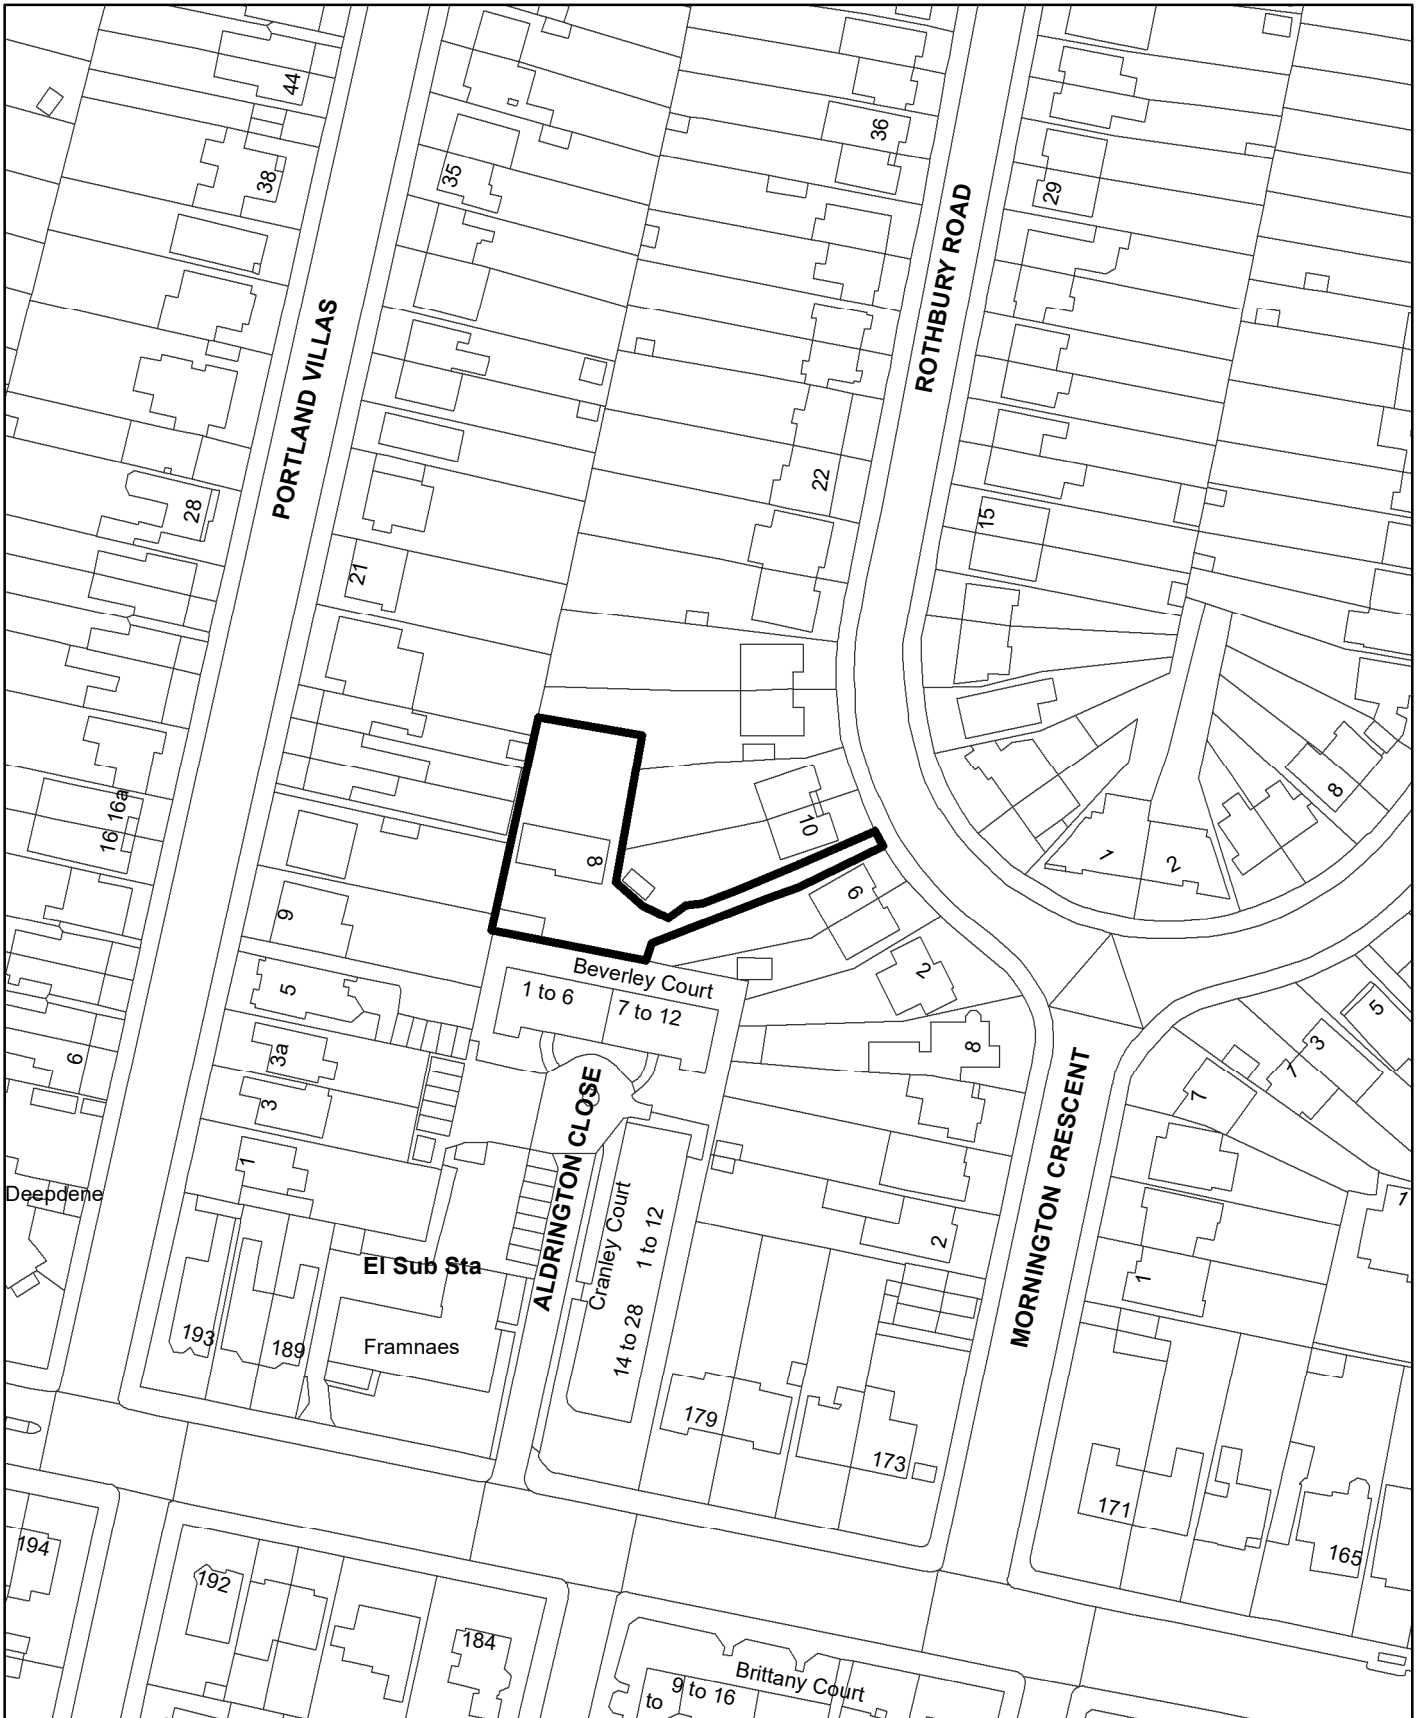 44
36
38
35
29
ROTHBURY ROAD
PORTLAND VILLAS
22
28
15
21
8
16a
16
10
1
2
8
6
9
2
Beverley Court
5
1 to 6
7 to 12
5
8
3a
6
3
1
7
3
ALDRINGTON CLOSE
MORNINGTON CRESCENT
1
Deepdene
1
Cranley Court
1 to 12
2
El Sub Sta
1
14 to 28
193
189
Framnaes
179
173
171
165
194
192
184
Brittany Court
9 to 16
to